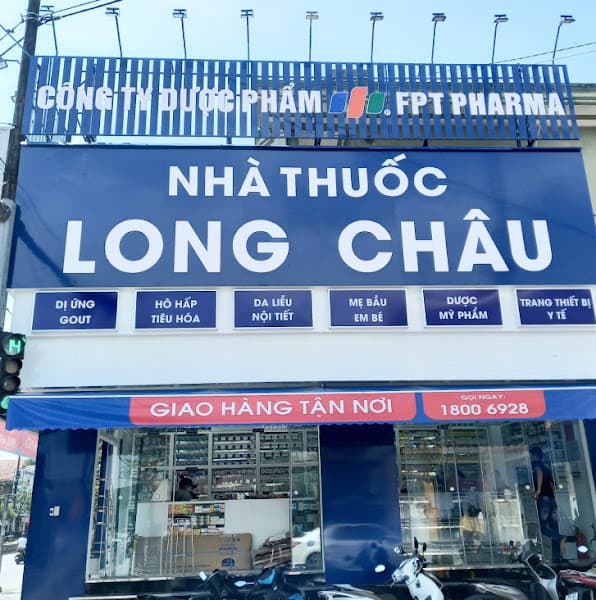 CÔNG TY DƯỢC PHẨM FPT PHARMA
NHÀ THUỐC
LONG CHÂU
DỊ ỨNG
GOUT
HÔ HẤP
TIÊU HÓA
DA LIỄU
NỘI TIẾT
MẸ BẦU
EM BÉ
DƯỢC
MỸ PHẨM
TRANG THIẾT BỊ
Y TẾ
14
GIAO HÀNG TẬN NƠI
GỌI NGAY:
1800 6928